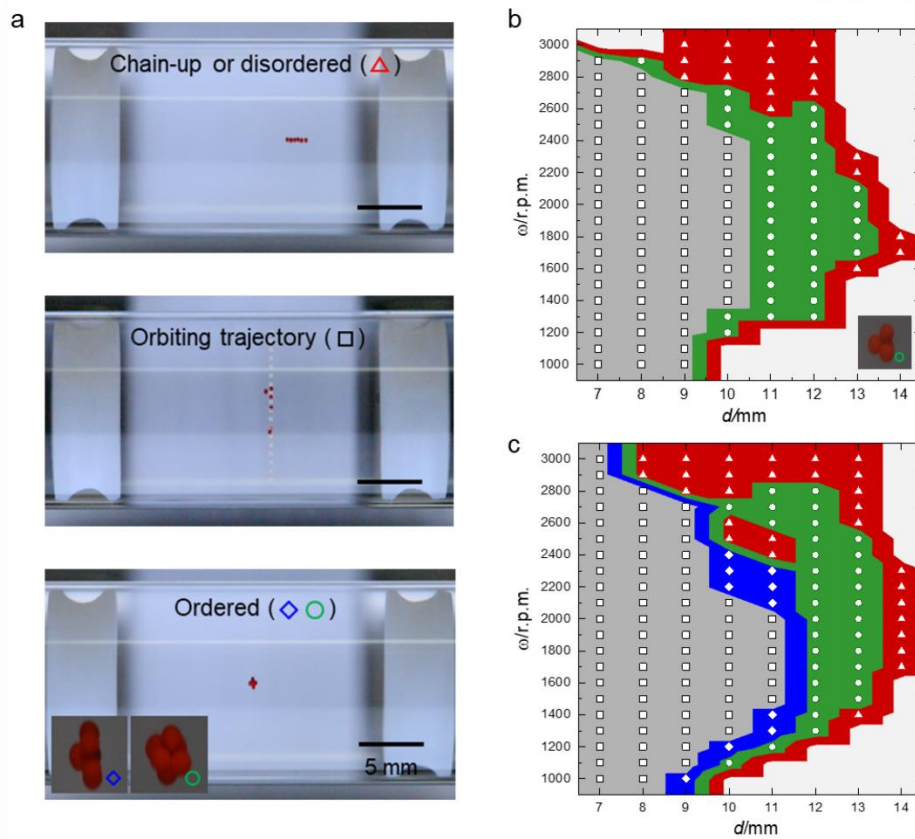 a
Chain-up or disordered (△)
Orbiting trajectory (□)
Ordered (◇ ○)
5 mm
b
3000
2800
2600
2400
2200
2000
1800
1600
1400
1200
1000
ω/r.p.m.
7 8 9 10 11 12 13 14
d/mm
c
3000
2800
2600
2400
2200
2000
1800
1600
1400
1200
1000
ω/r.p.m.
7 8 9 10 11 12 13 14
d/mm